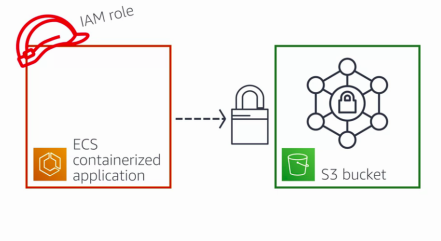 IAM role
ECS
containerized
application
S3 bucket